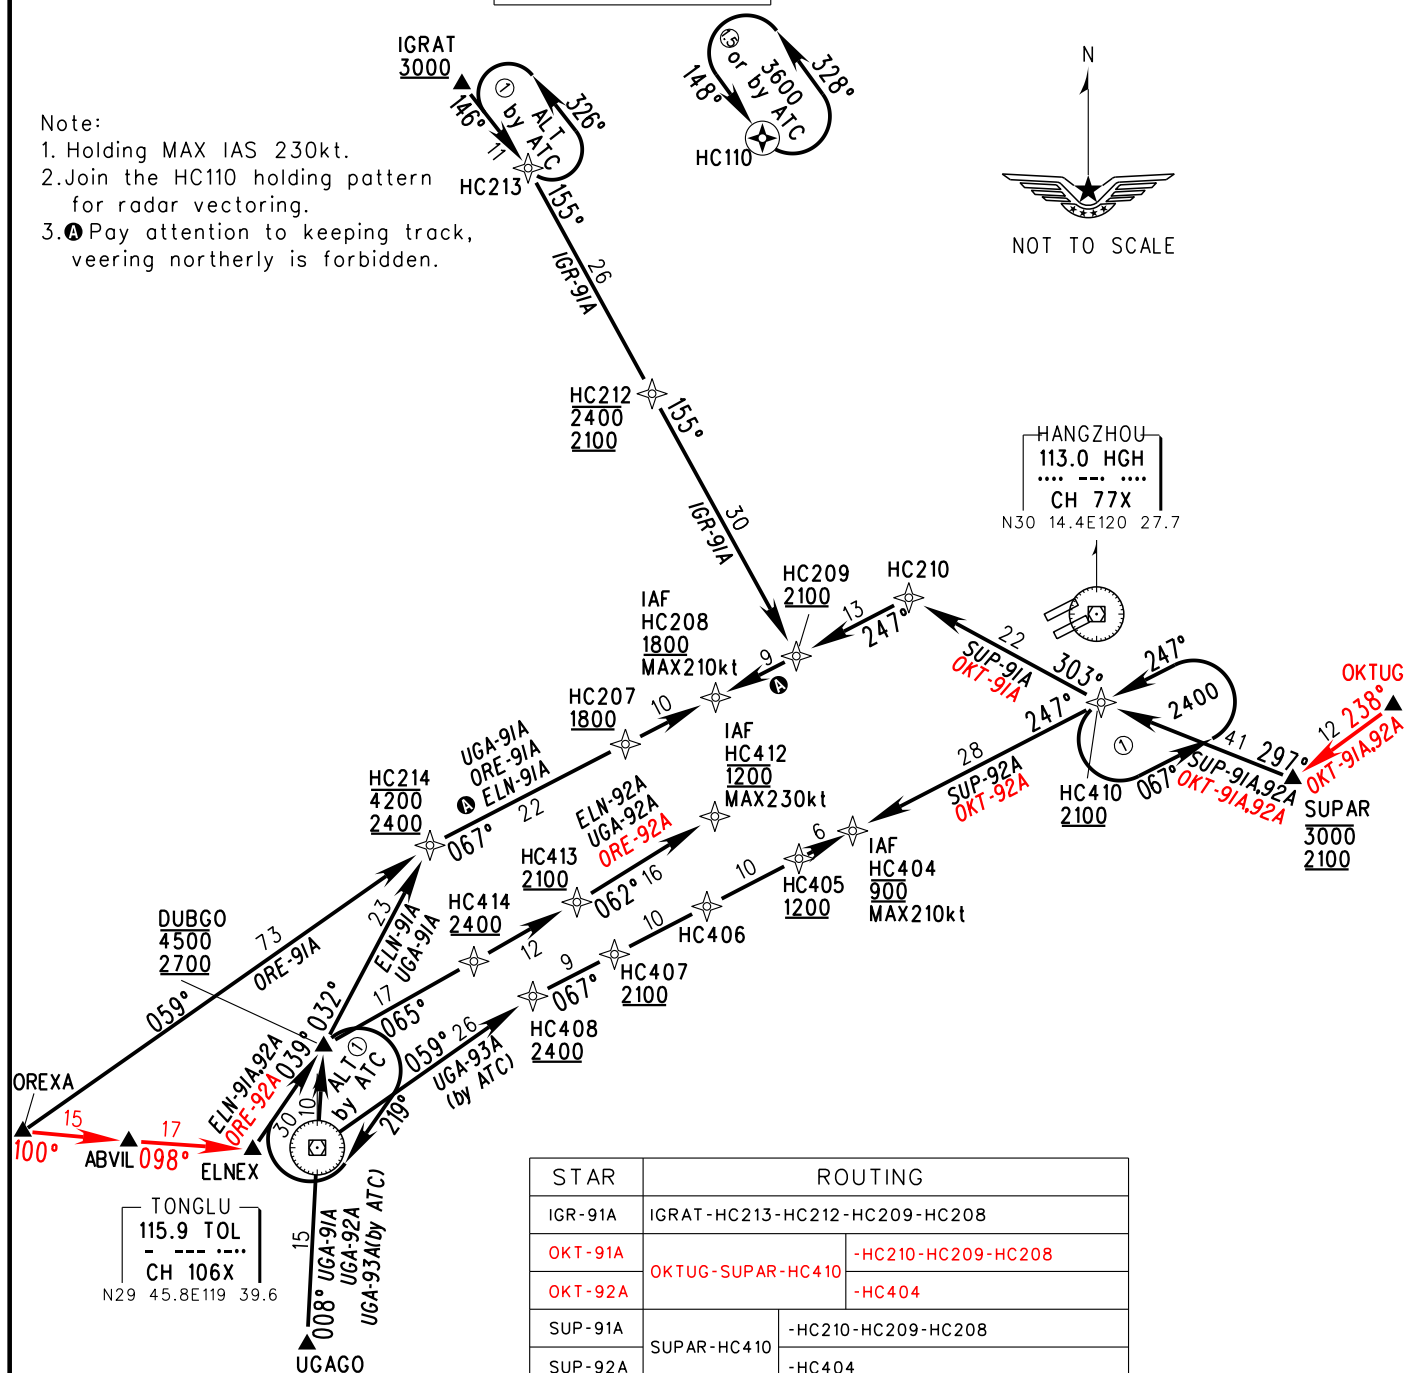 IGRAT
3000
146°
11
① by ATC
ALT
326°
HC213
148°
1.5 or by ATC
3600
328°
HC110
N
NOT TO SCALE
Note:
1. Holding MAX IAS 230kt.
2.Join the HC110 holding pattern
for radar vectoring.
3.A Pay attention to keeping track,
veering northerly is forbidden.
155°
26
IGR-91A
HC212
2400
2100
155°
30
IGR-91A
HANGZHOU
113.0 HGH
.... --. ....
CH 77X
N30 14.4E120 27.7
HC209
2100
HC210
13
247°
9
A
IAF
HC208
1800
MAX210kt
22
SUP-91A
OKT-91A
303°
247°
2400
①
067°
HC410
2100
41
297°
SUP-91A,92A
OKT-91A,92A
OKTUG
238°
12
OKT-91A,92A
SUPAR
3000
2100
247°
28
SUP-92A
OKT-92A
HC207
1800
10
UGA-91A
ORE-91A
ELN-91A
A
22
067°
HC214
4200
2400
IAF
HC412
1200
MAX230kt
ELN-92A
UGA-92A
ORE-92A
HC413
2100
062°
16
HC414
2400
12
IAF
HC404
900
MAX210kt
6
HC405
1200
10
HC406
10
HC407
2100
9
067°
HC408
2400
DUBGO
4500
2700
73
ORE-91A
059°
23
ELN-91A
UGA-91A
032°
17
065°
059°
26
UGA-93A
(by ATC)
219°
ALT ①
by ATC
039°
ELN-91A,92A
ORE-92A
30
10
OREXA
15
100°
ABVIL
17
098°
ELNEX
TONGLU
115.9 TOL
- --- .-..
CH 106X
N29 45.8E119 39.6
15
008°
UGA-91A
UGA-92A
UGA-93A(by ATC)
UGAGO
STAR ROUTING
IGR-91A IGRAT-HC213-HC212-HC209-HC208
OKT-91A OKTUG-SUPAR-HC410 -HC210-HC209-HC208
OKT-92A -HC404
SUP-91A SUPAR-HC410 -HC210-HC209-HC208
SUP-92A -HC404